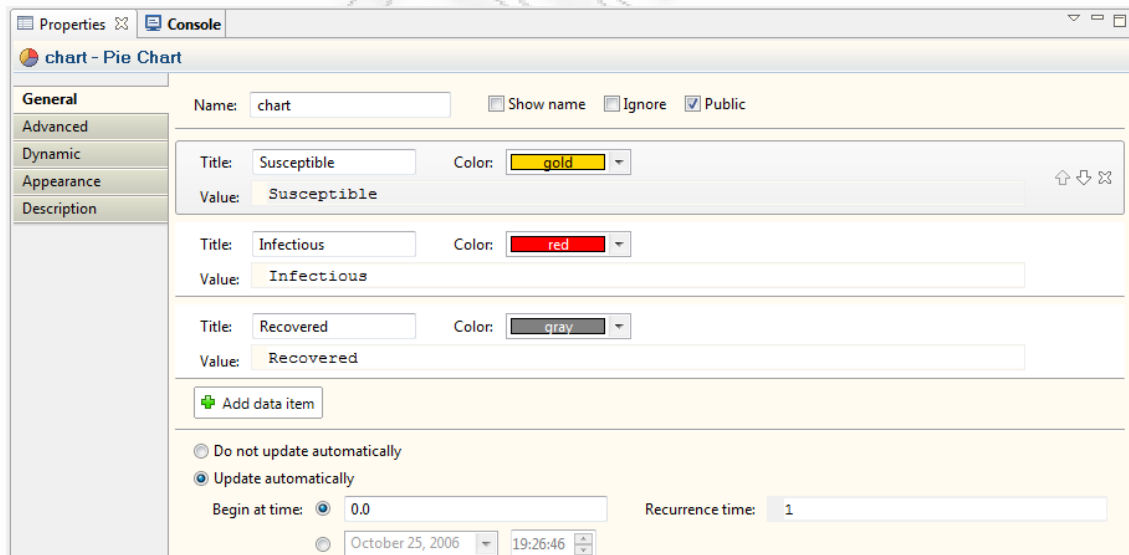 Properties Console
chart - Pie Chart
General
Advanced
Dynamic
Appearance
Description
Name: chart Show name Ignore Public
Title: Susceptible Color: gold
Value: Susceptible
Title: Infectious Color: red
Value: Infectious
Title: Recovered Color: gray
Value: Recovered
Add data item
Do not update automatically
Update automatically
Begin at time: 0.0 Recurrence time: 1
October 25, 2006 19:26:46